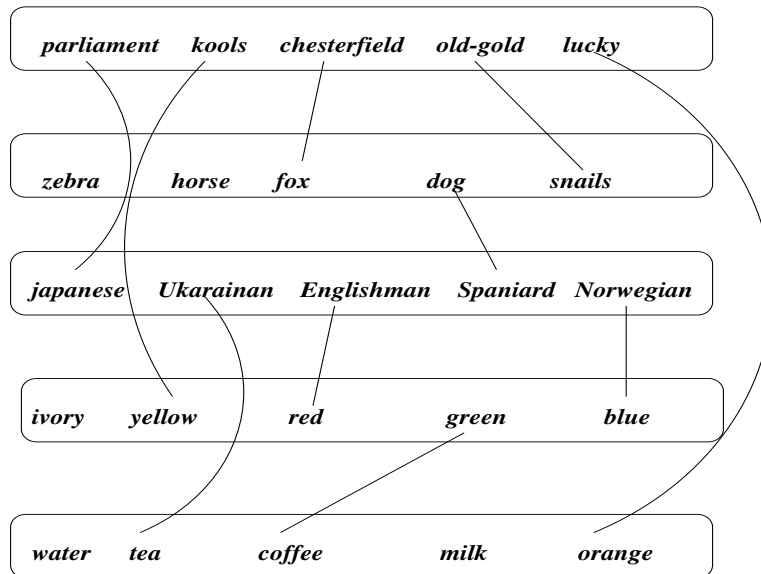 parliament kools chesterfield old-gold lucky
zebra horse fox dog snails
japanese Ukarainan Englishman Spaniard Norwegian
ivory yellow red green blue
water tea coffee milk orange